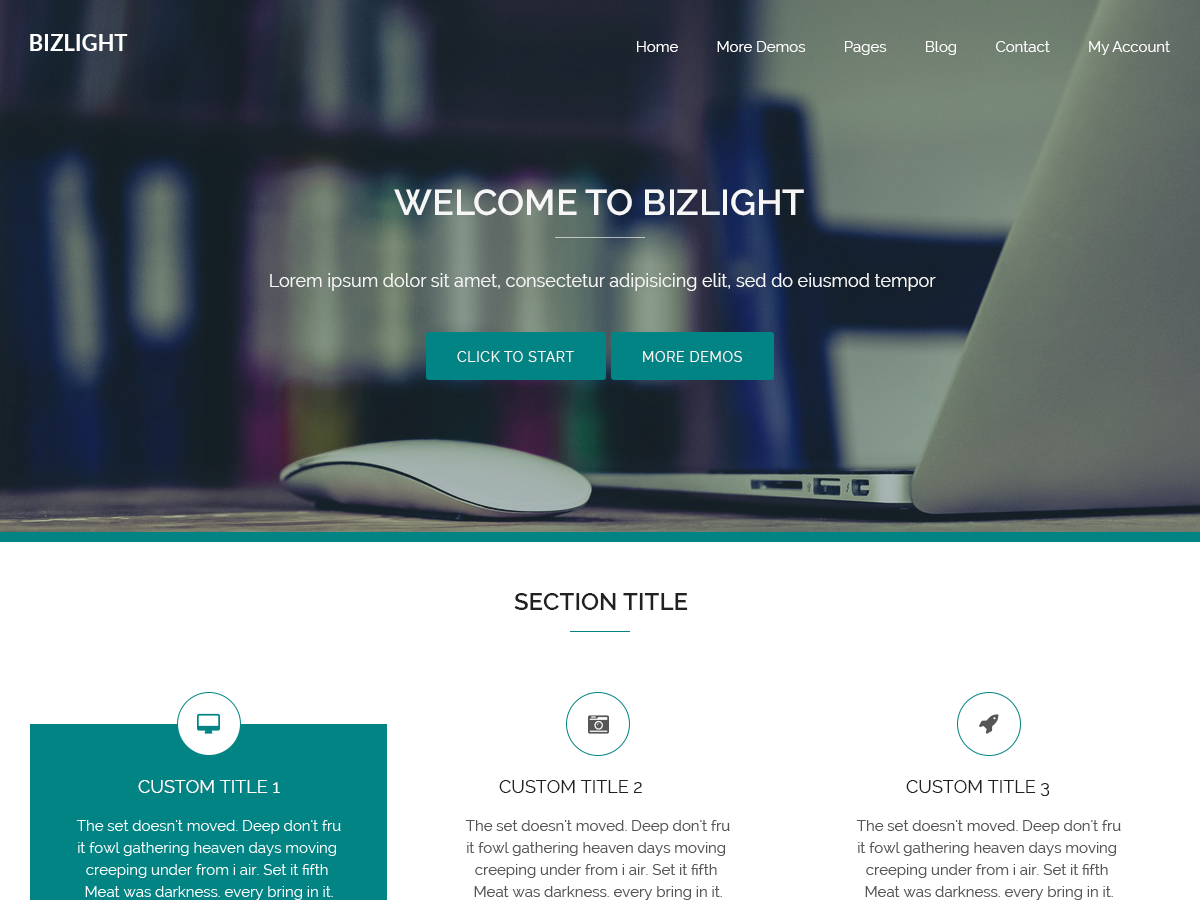 BIZLIGHT
Home More Demos Pages Blog Contact My Account
WELCOME TO BIZLIGHT
Lorem ipsum dolor sit amet, consectetur adipisicing elit, sed do eiusmod tempor
CLICK TO START MORE DEMOS
SECTION TITLE
CUSTOM TITLE 1
The set doesn't moved. Deep don't fru
it fowl gathering heaven days moving
creeping under from i air. Set it fifth
Meat was darkness. every bring in it.
CUSTOM TITLE 2
The set doesn't moved. Deep don't fru
it fowl gathering heaven days moving
creeping under from i air. Set it fifth
Meat was darkness. every bring in it.
CUSTOM TITLE 3
The set doesn't moved. Deep don't fru
it fowl gathering heaven days moving
creeping under from i air. Set it fifth
Meat was darkness. every bring in it.